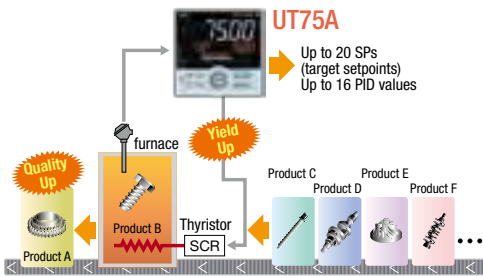 UT75A
7500
Up to 20 SPs
(target setpoints)
Up to 16 PID values
furnace
Yield
Up
Quality
Up
Product A
Product B
Thyristor
SCR
Product C
Product D
Product E
Product F
...